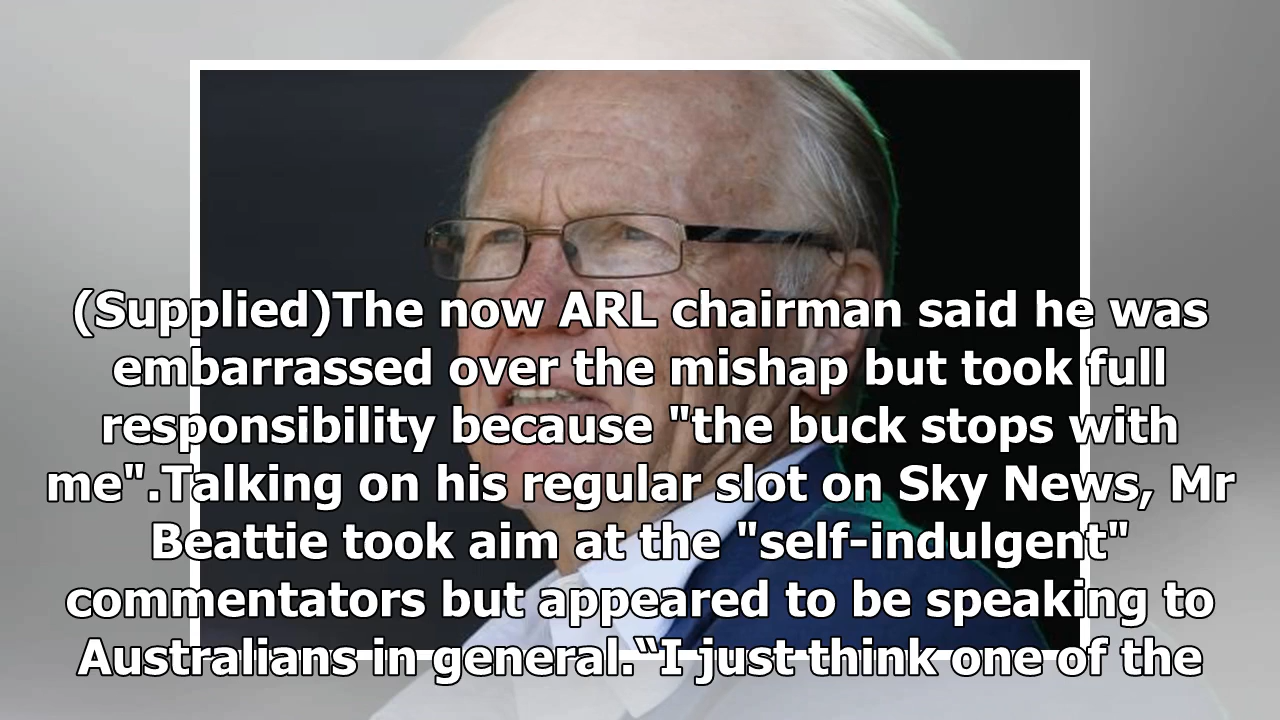 (Supplied)The now ARL chairman said he was
embarrassed over the mishap but took full
responsibility because "the buck stops with
me".Talking on his regular slot on Sky News, Mr
Beattie took aim at the "self-indulgent"
commentators but appeared to be speaking to
Australians in general.“I just think one of the